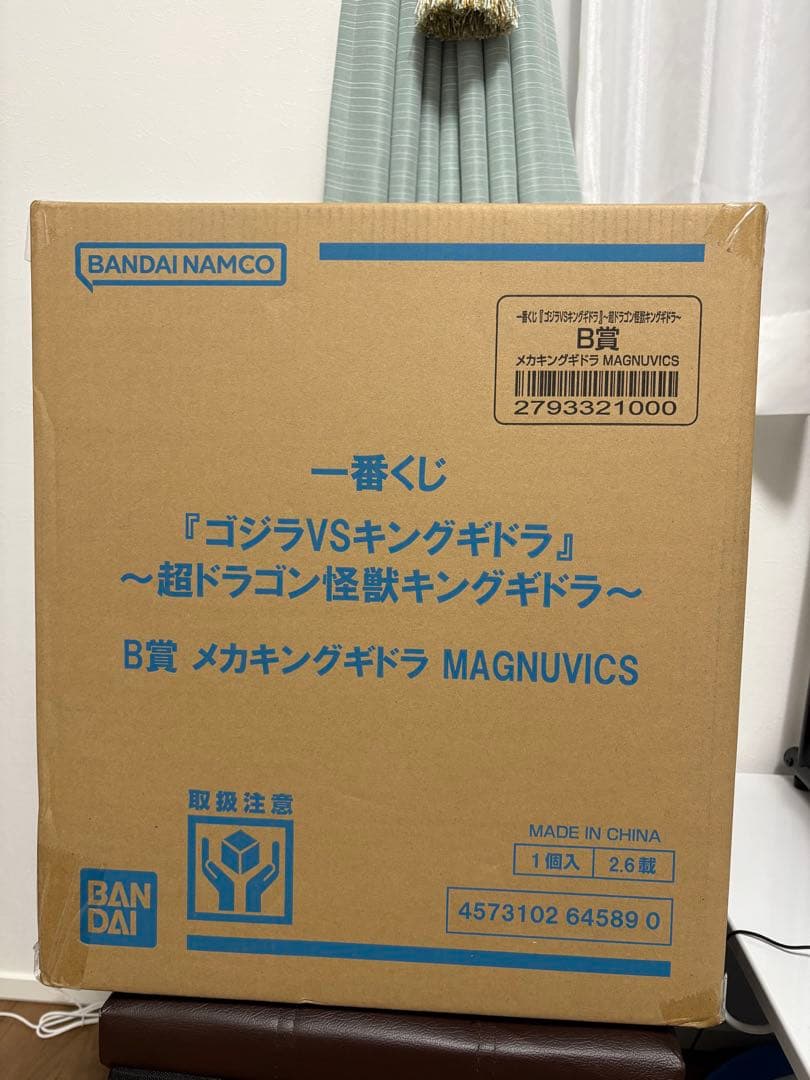 BANDAI NAMCO
一番くじ『ゴジラVSキングギドラ』～超ドラゴン怪獣キングギドラ～
B賞
メカキングギドラ MAGNUVICS
2793321000
一番くじ
『ゴジラVSキングギドラ』
～超ドラゴン怪獣キングギドラ～
B賞 メカキングギドラ MAGNUVICS
取扱注意
MADE IN CHINA
1個入 2.6載
4573102 64589 0
BAN
DAI